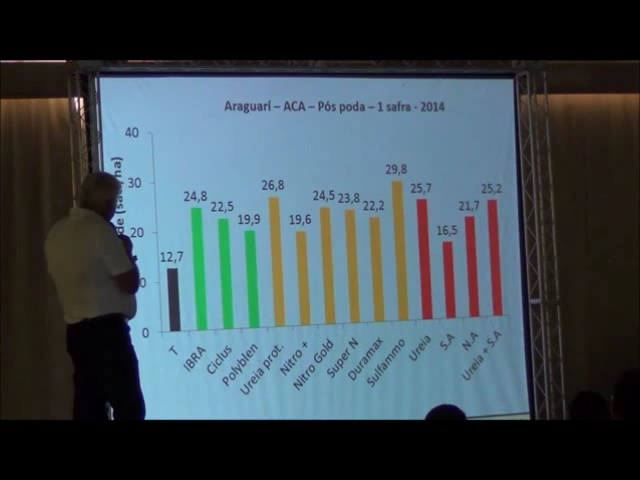 Araguari – ACA – Pós poda – 1 safra - 2014
40
30
20
0
12,7
24,8
22,5
19,9
26,8
19,6
24,5
23,8
22,2
29,8
25,7
16,5
21,7
25,2
T
IBRA
Ciclus
Polyblen
Ureia prot.
Nitro +
Nitro Gold
Super N
Duramax
Sulfammo
Ureia
S.A
N.A
Ureia + S.A